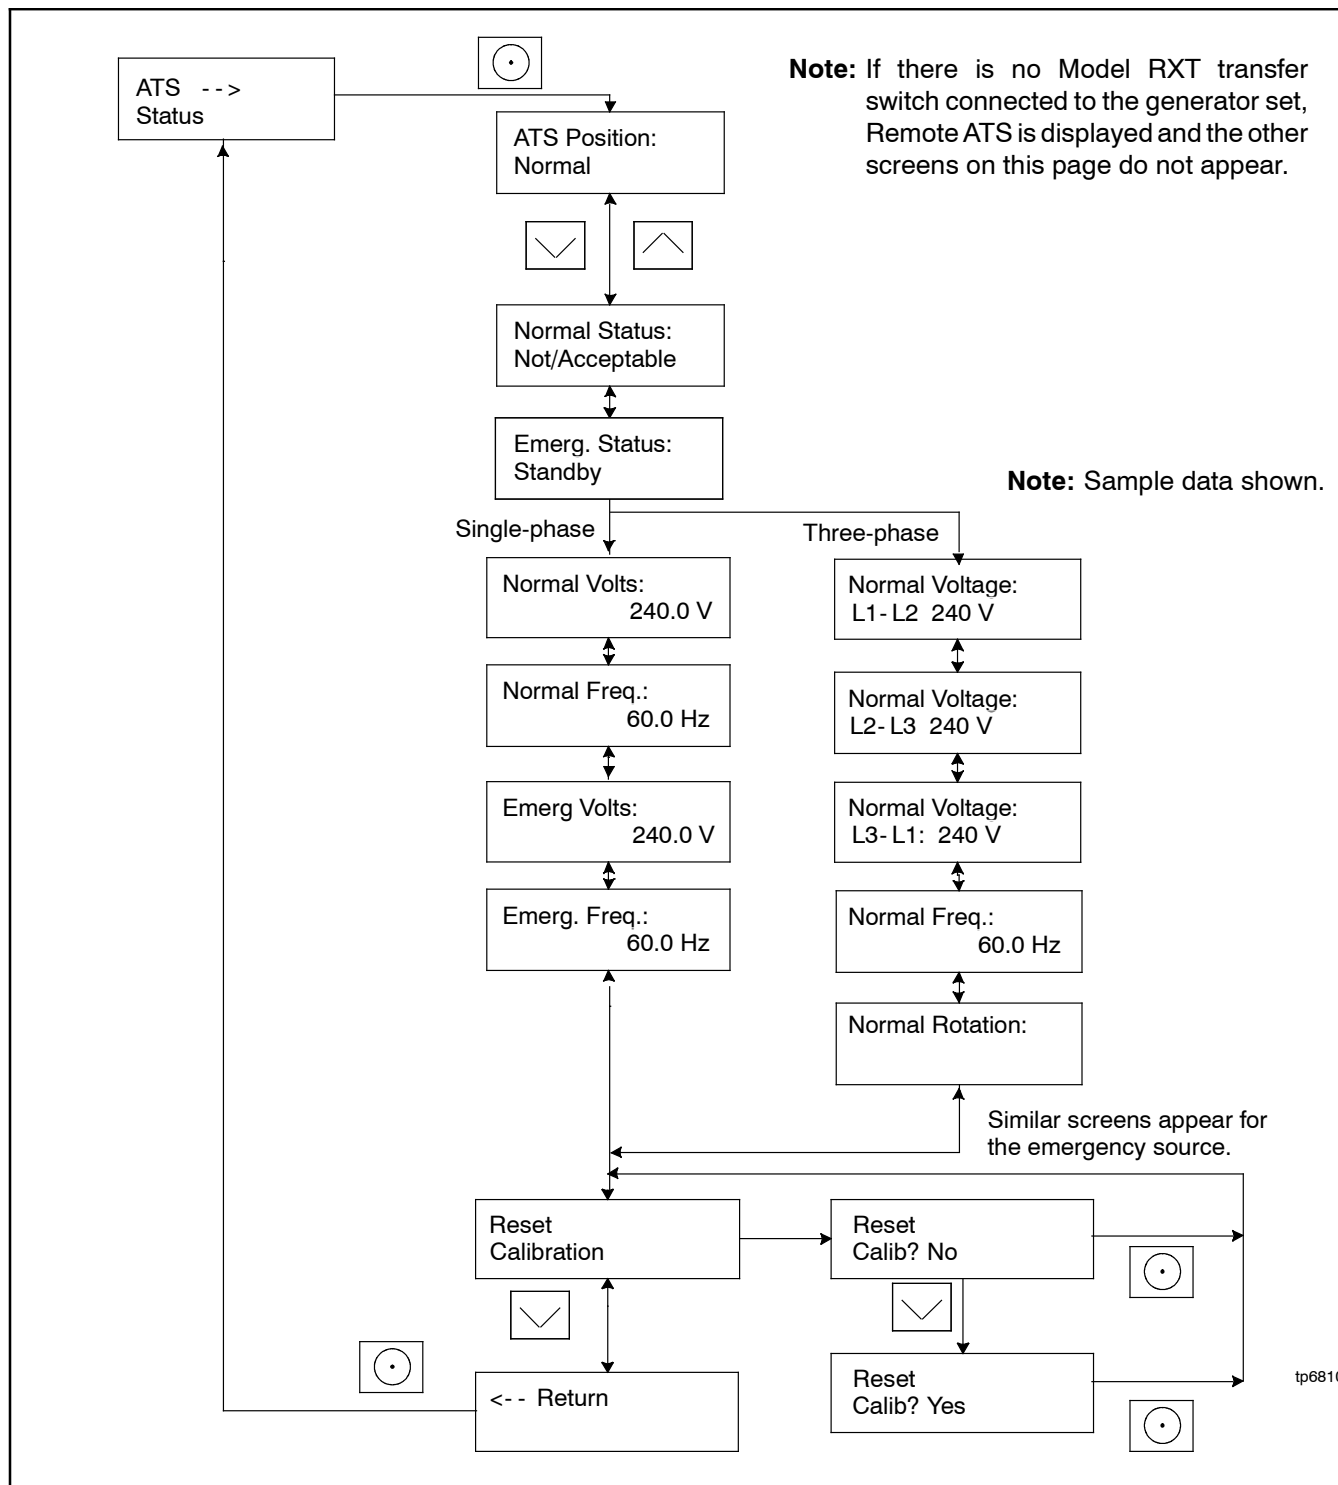 ATS -->
Status
Note: If there is no Model RXT transfer
switch connected to the generator set,
Remote ATS is displayed and the other
screens on this page do not appear.
ATS Position:
Normal
Normal Status:
Not/Acceptable
Emerg. Status:
Standby
Note: Sample data shown.
Single-phase
Three-phase
Normal Volts:
240.0 V
Normal Freq.:
60.0 Hz
Emerg Volts:
240.0 V
Emerg. Freq.:
60.0 Hz
Normal Voltage:
L1-L2 240 V
Normal Voltage:
L2-L3 240 V
Normal Voltage:
L3-L1: 240 V
Normal Freq.:
60.0 Hz
Normal Rotation:
Similar screens appear for
the emergency source.
Reset
Calibration
Reset
Calib? No
Reset
Calib? Yes
<-- Return
tp6810